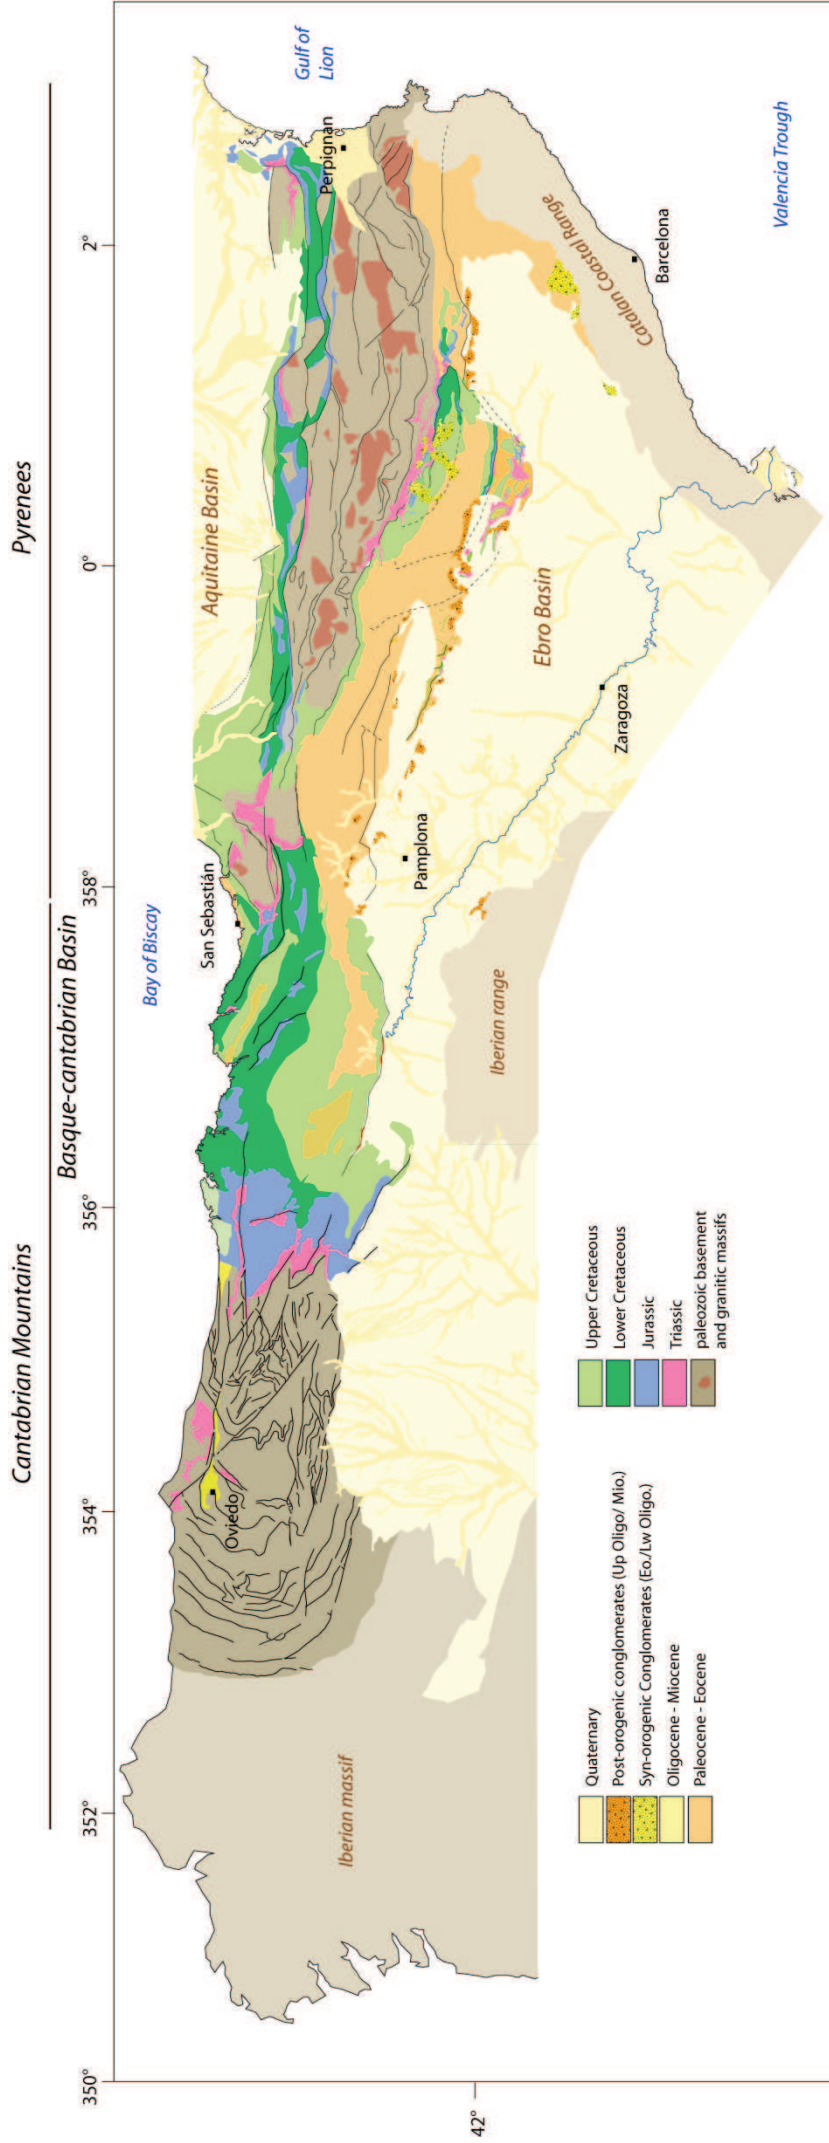 Cantabrian Mountains
Basque-cantabrian Basin
Pyrenees
350°
352°
354°
356°
358°
0°
2°
42°
Bay of Biscay
Gulf of
Lion
San Sebastián
Aquitaine Basin
Perpignan
Oviedo
Iberian massif
Pamplona
Catalan Coastal Range
Ebro Basin
Barcelona
Valencia Trough
Iberian range
Zaragoza
Quaternary
Post-orogenic conglomerates (Up Oligo/ Mio.)
Syn-orogenic Conglomerates (Eo./Lw Oligo.)
Oligocene - Miocene
Paleocene - Eocene
Upper Cretaceous
Lower Cretaceous
Jurassic
Triassic
paleozoic basement
and granitic massifs